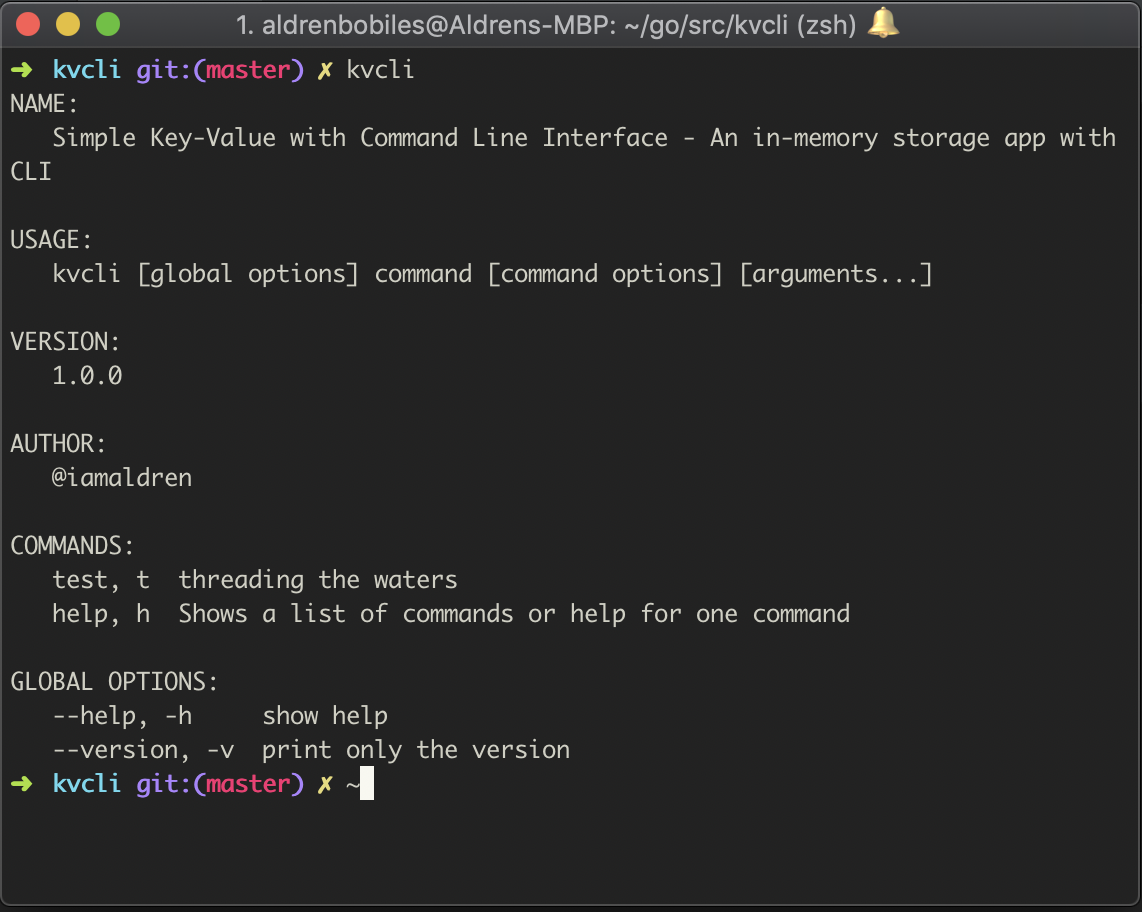 1. aldrenbobiles@Aldrens-MBP: ~/go/src/kvcli (zsh) 🔔
➜ kvcli git:(master) ✗ kvcli
NAME:
   Simple Key-Value with Command Line Interface - An in-memory storage app with
CLI

USAGE:
   kvcli [global options] command [command options] [arguments...]

VERSION:
   1.0.0

AUTHOR:
   @iamaldren

COMMANDS:
   test, t  threading the waters
   help, h  Shows a list of commands or help for one command

GLOBAL OPTIONS:
   --help, -h     show help
   --version, -v  print only the version
➜ kvcli git:(master) ✗ ~